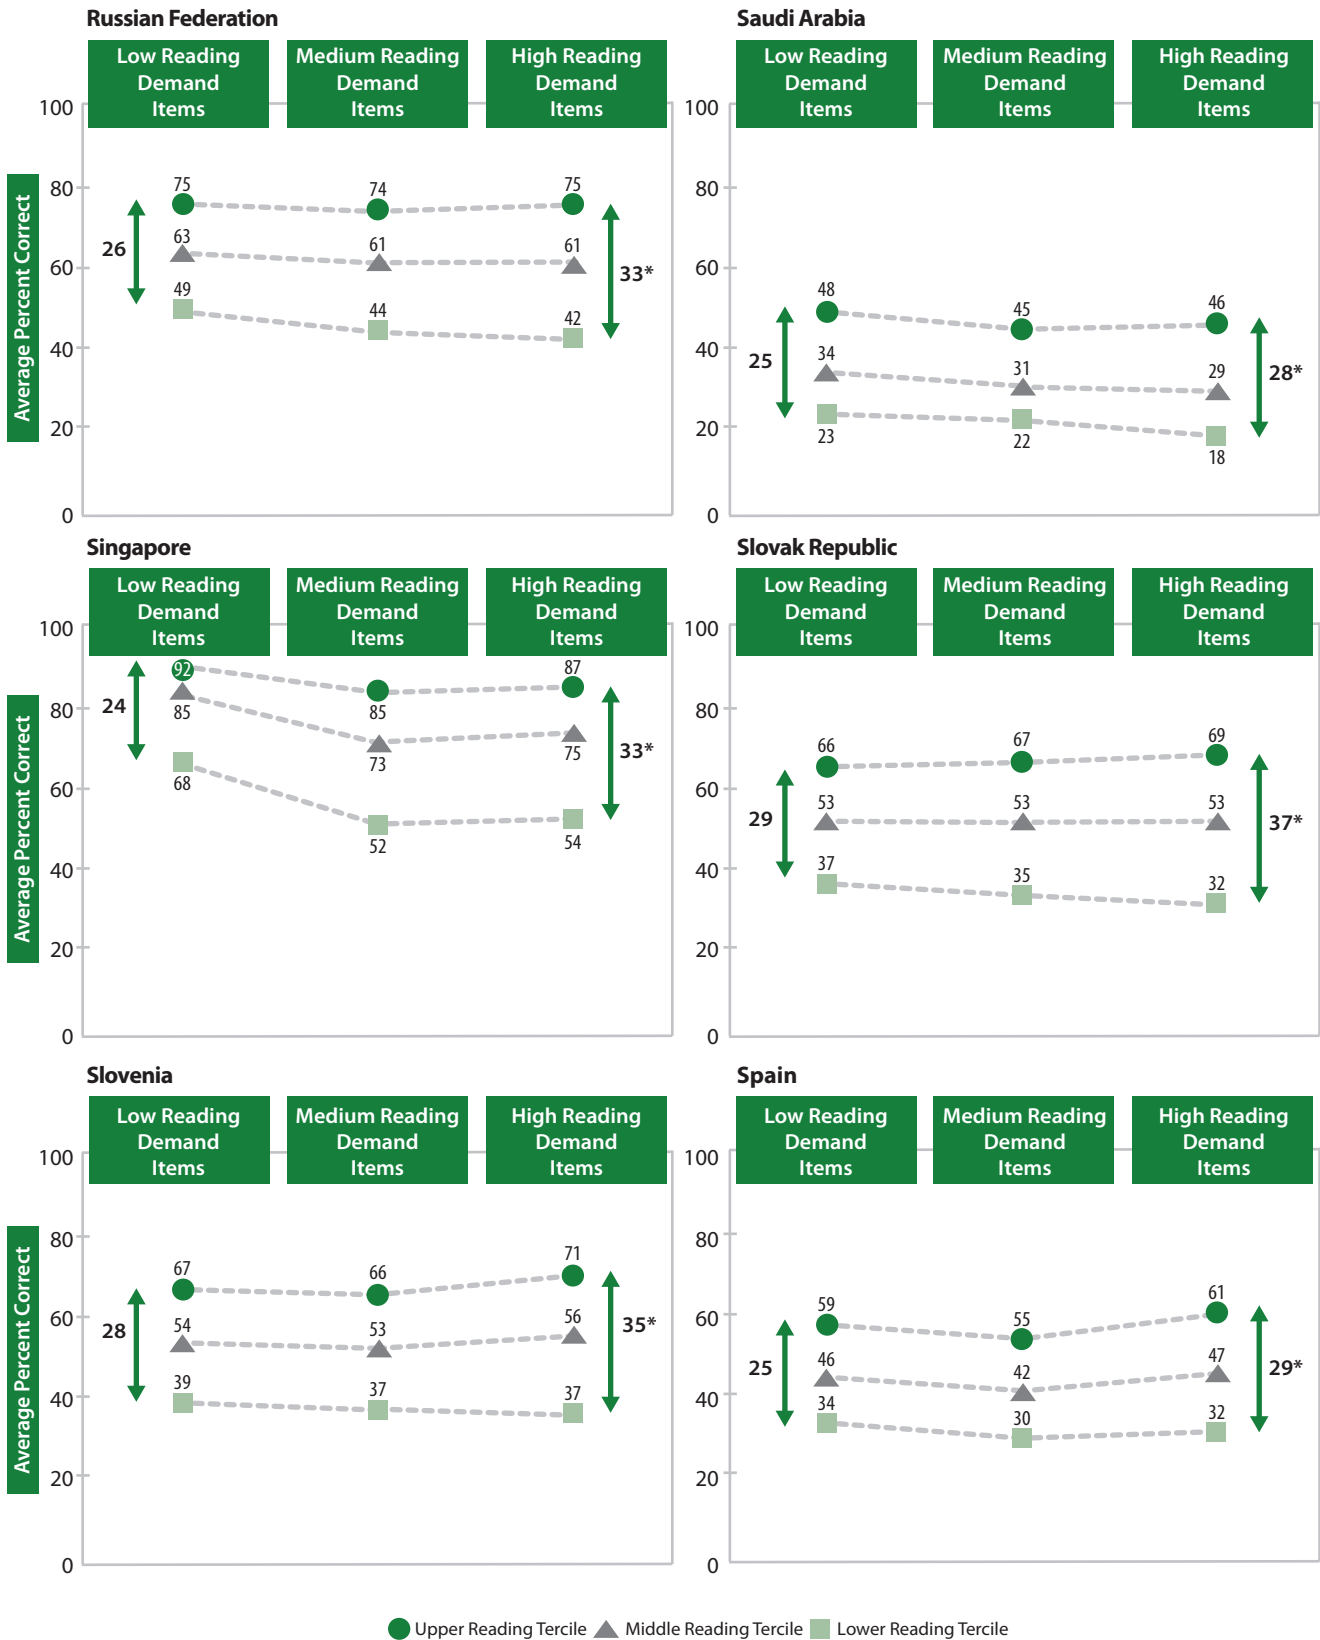 Russian Federation
Low Reading
Demand
Items
Medium Reading
Demand
Items
High Reading
Demand
Items
Average Percent Correct
100
80
60
40
20
0
75
74
75
63
61
61
49
44
42
26
33*
Saudi Arabia
Low Reading
Demand
Items
Medium Reading
Demand
Items
High Reading
Demand
Items
100
80
60
40
20
0
48
45
46
34
31
29
23
22
18
25
28*
Singapore
Low Reading
Demand
Items
Medium Reading
Demand
Items
High Reading
Demand
Items
Average Percent Correct
100
80
60
40
20
0
92
85
87
85
73
75
68
52
54
24
33*
Slovak Republic
Low Reading
Demand
Items
Medium Reading
Demand
Items
High Reading
Demand
Items
100
80
60
40
20
0
66
67
69
53
53
53
37
35
32
29
37*
Slovenia
Low Reading
Demand
Items
Medium Reading
Demand
Items
High Reading
Demand
Items
Average Percent Correct
100
80
60
40
20
0
67
66
71
54
53
56
39
37
37
28
35*
Spain
Low Reading
Demand
Items
Medium Reading
Demand
Items
High Reading
Demand
Items
100
80
60
40
20
0
59
55
61
46
42
47
34
30
32
25
29*
Upper Reading Tercile Middle Reading Tercile Lower Reading Tercile